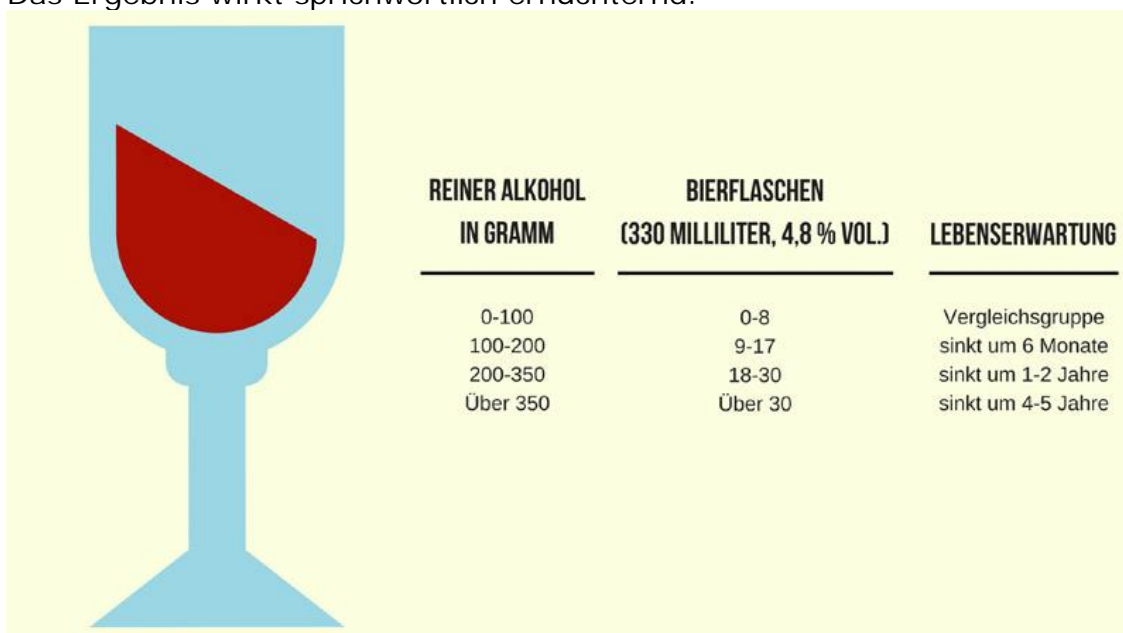 Das Ergebnis wirkt sprichwörtlich ernüchternd:
REINER ALKOHOL
IN GRAMM
BIERFLASCHEN
(330 MILLILITER, 4,8 % VOL.)
LEBENSERWARTUNG
0-100 0-8 Vergleichsgruppe
100-200 9-17 sinkt um 6 Monate
200-350 18-30 sinkt um 1-2 Jahre
Über 350 Über 30 sinkt um 4-5 Jahre